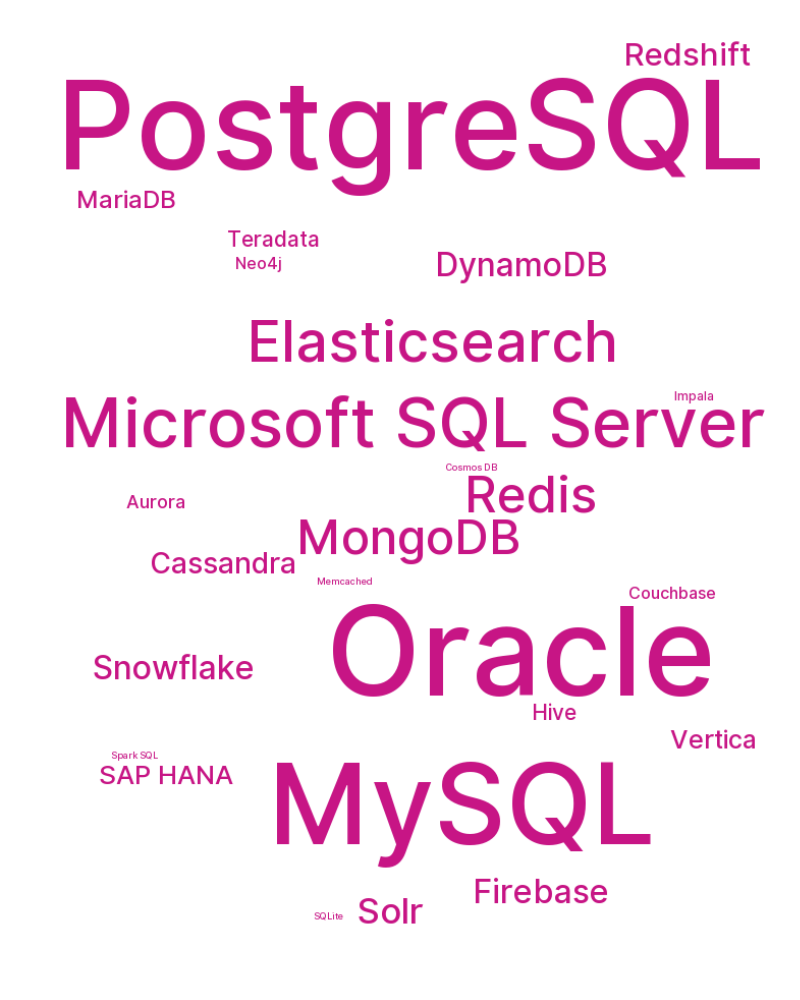 Redshift
PostgreSQL
MariaDB
Teradata
Neo4j
DynamoDB
Elasticsearch
Impala
Microsoft SQL Server
Cosmos DB
Redis
Aurora
MongoDB
Cassandra
Memcached
Couchbase
Oracle
Snowflake
Hive
Vertica
Spark SQL
SAP HANA
MySQL
Firebase
Solr
SQLite